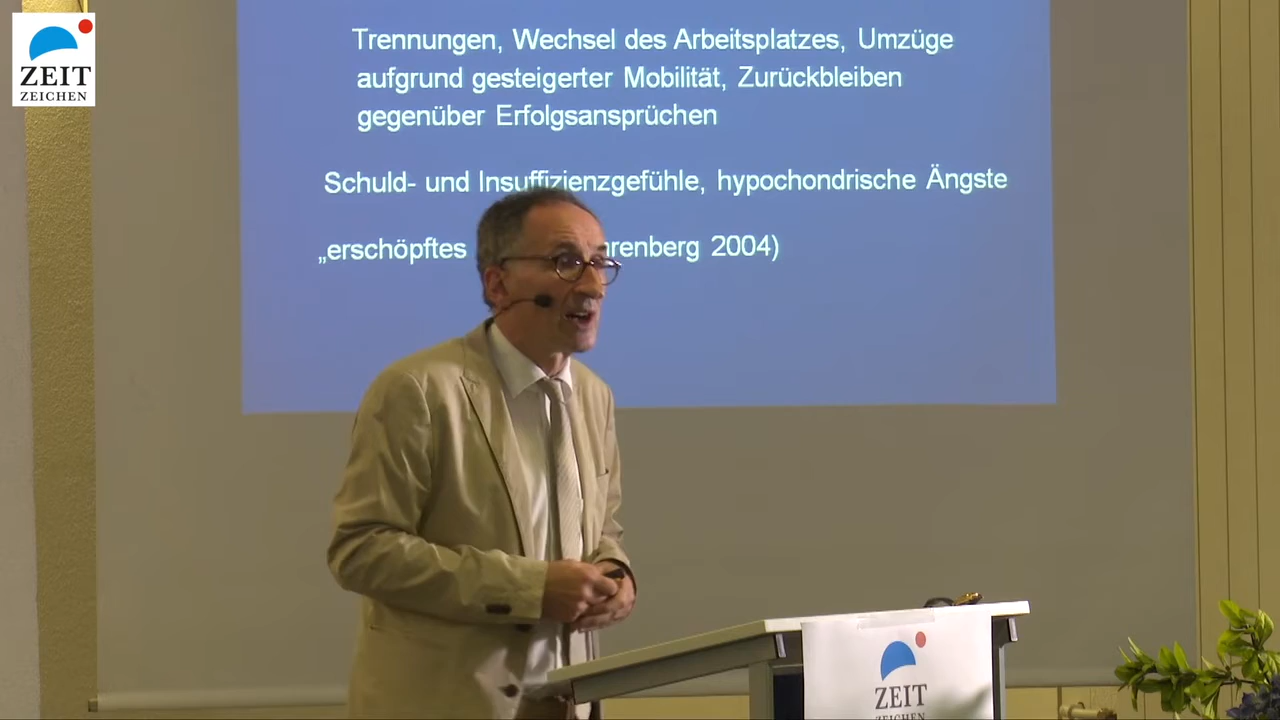 ZEIT
ZEICHEN
Trennungen, Wechsel des Arbeitsplatzes, Umzüge
aufgrund gesteigerter Mobilität, Zurückbleiben
gegenüber Erfolgsansprüchen
Schuld- und Insuffizienzgefühle, hypochondrische Ängste
„erschöpftes 2004)
ZEIT
ZEICHEN